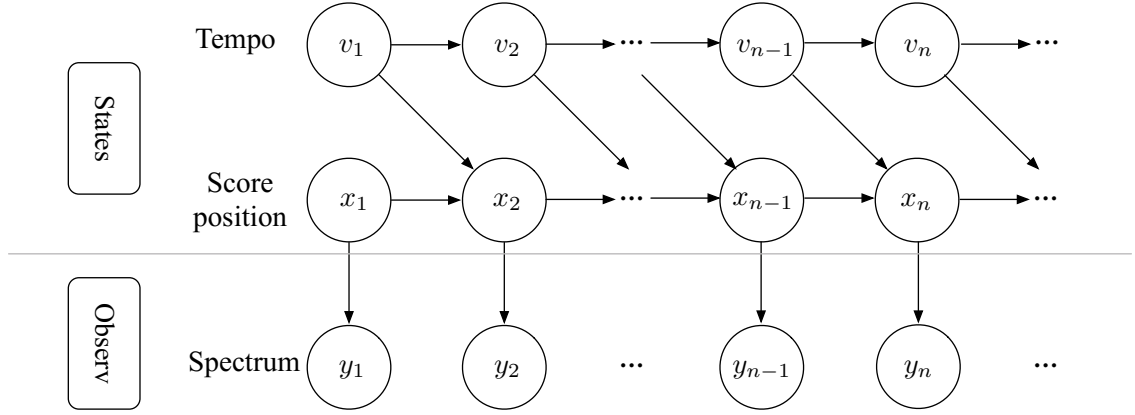 Tempo
v₁
v₂
...
vₙ₋₁
vₙ
...
States
Score
position
x₁
x₂
...
xₙ₋₁
xₙ
...
Observ
Spectrum
y₁
y₂
...
yₙ₋₁
yₙ
...